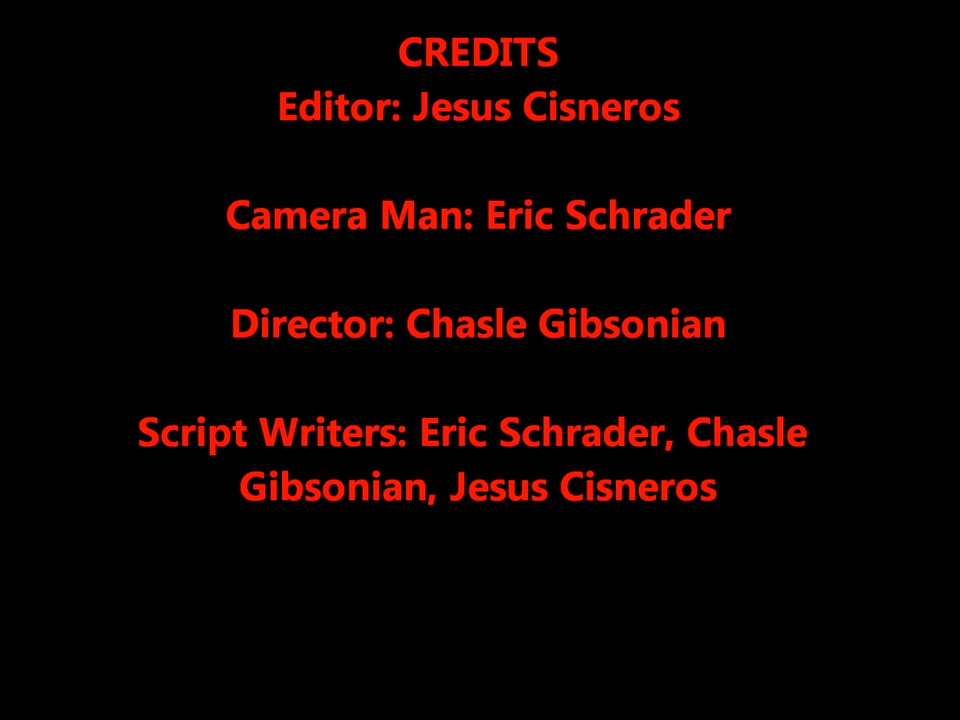 CREDITS
Editor: Jesus Cisneros
Camera Man: Eric Schrader
Director: Chasle Gibsonian
Script Writers: Eric Schrader, Chasle
Gibsonian, Jesus Cisneros